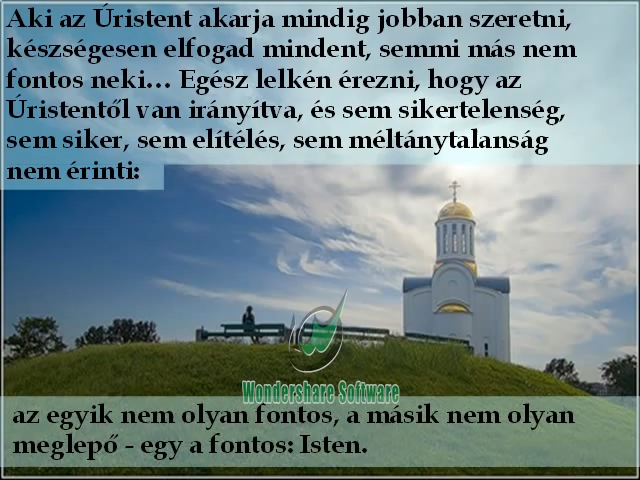 Aki az Úristent akarja mindig jobban szeretni,
készségesen elfogad mindent, semmi más nem
fontos neki… Egész lelkén érezni, hogy az
Úristentől van irányítva, és sem sikertelenség,
sem siker, sem elítélés, sem méltánytalanság
nem érinti:
Wondershare Software
az egyik nem olyan fontos, a másik nem olyan
meglepő - egy a fontos: Isten.